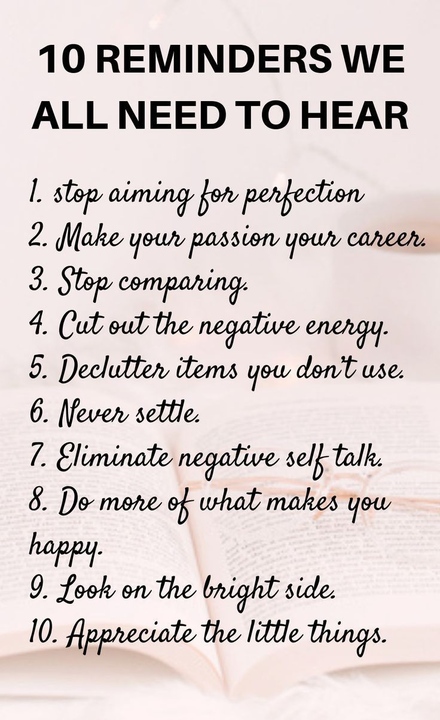 10 REMINDERS WE
ALL NEED TO HEAR
1. stop aiming for perfection
2. Make your passion your career.
3. Stop comparing.
4. Cut out the negative energy.
5. Declutter items you don't use.
6. Never settle.
7. Eliminate negative self talk.
8. Do more of what makes you
happy.
9. Look on the bright side.
10. Appreciate the little things.